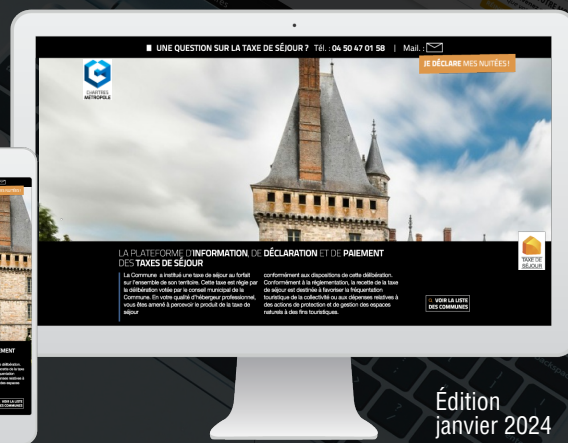 UNE QUESTION SUR LA TAXE DE SÉJOUR ? Tél. : 04 50 47 01 58 | Mail. :
JE DÉCLARE MES NUITÉES !
CHARTRES
MÉTROPOLE
LA PLATEFORME D'INFORMATION, DE DÉCLARATION ET DE PAIEMENT
DES TAXES DE SÉJOUR
La Commune a institué une taxe de séjour au forfait
sur l'ensemble de son territoire. Cette taxe est régie par
la délibération votée par le conseil municipal de la
Commune. En votre qualité d'hébergeur professionnel,
vous êtes amené à percevoir le produit de la taxe de
séjour
conformément aux dispositions de cette délibération.
Conformément à la réglementation, la recette de la taxe
de séjour est destinée à favoriser la fréquentation
touristique de la collectivité ou aux dépenses relatives à
des actions de protection et de gestion des espaces
naturels à des fins touristiques.
TAXE DE
SÉJOUR
VOIR LA LISTE
DES COMMUNES
EMENT
VOIR LA LISTE
DES COMMUNES
Édition
janvier 2024